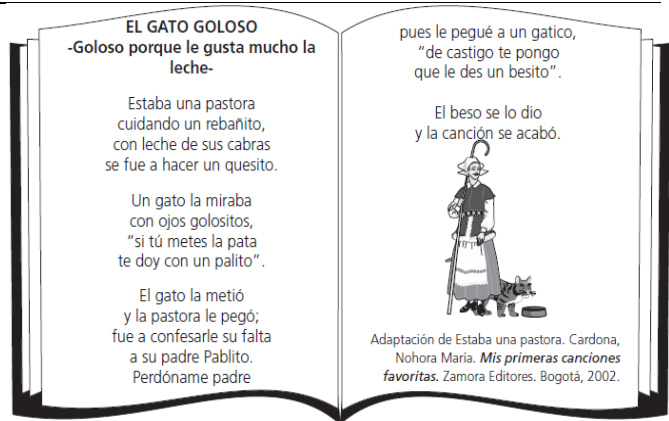 EL GATO GOLOSO
-Goloso porque le gusta mucho la
leche-
Estaba una pastora
cuidando un rebañito,
con leche de sus cabras
se fue a hacer un quesito.
Un gato la miraba
con ojos golositos,
“si tú metes la pata
te doy con un palito”.
El gato la metió
y la pastora le pegó;
fue a confesarle su falta
a su padre Pablito.
Perdóname padre
pues le pegué a un gatico,
“de castigo te pongo
que le des un besito”.
El beso se lo dio
y la canción se acabó.
Adaptación de Estaba una pastora. Cardona,
Nohora María. Mis primeras canciones
favoritas. Zamora Editores. Bogotá, 2002.